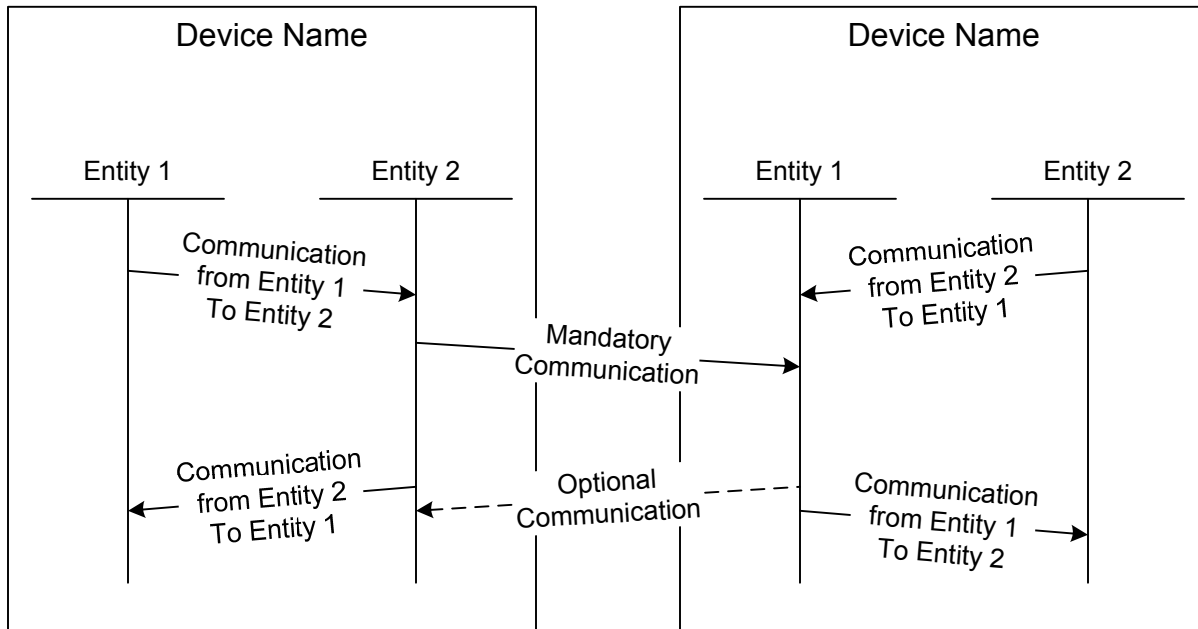 Device Name
Device Name
Entity 1
Entity 2
Entity 1
Entity 2
Communication
from Entity 1
To Entity 2
Communication
from Entity 2
To Entity 1
Mandatory
Communication
Communication
from Entity 2
To Entity 1
Optional
Communication
Communication
from Entity 1
To Entity 2